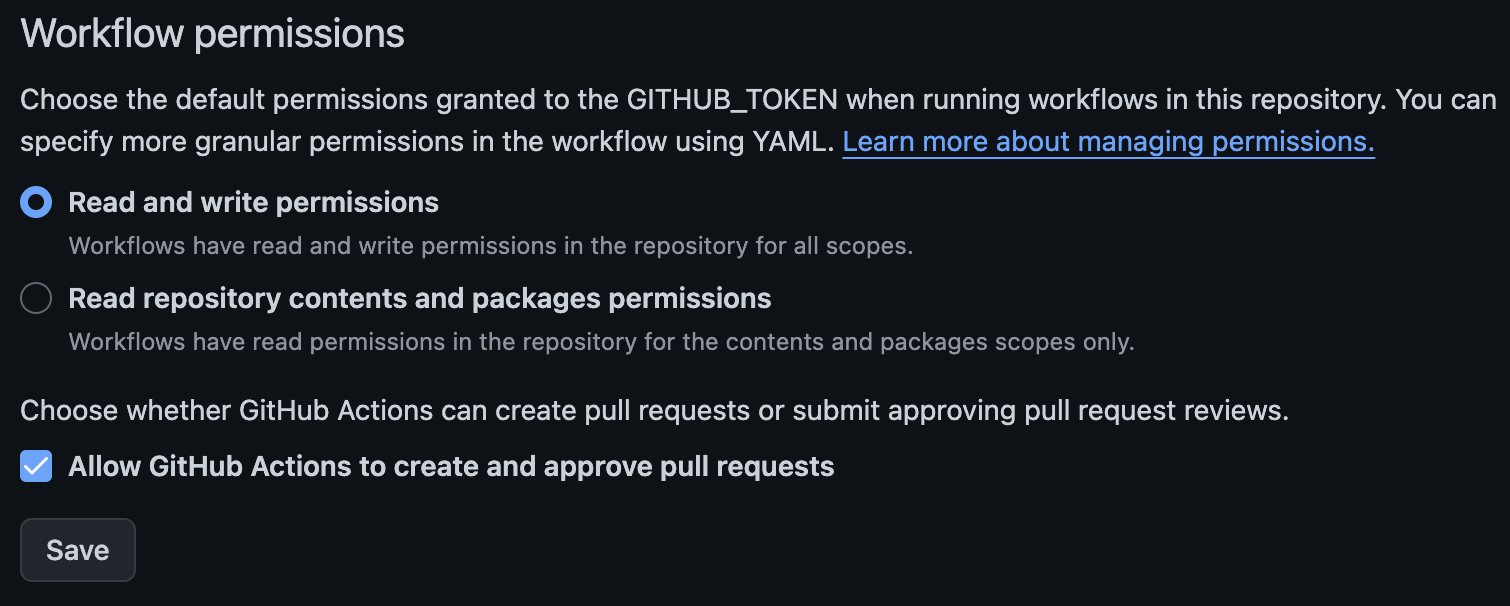 Workflow permissions
Choose the default permissions granted to the GITHUB_TOKEN when running workflows in this repository. You can
specify more granular permissions in the workflow using YAML. Learn more about managing permissions.
Read and write permissions
Workflows have read and write permissions in the repository for all scopes.
Read repository contents and packages permissions
Workflows have read permissions in the repository for the contents and packages scopes only.
Choose whether GitHub Actions can create pull requests or submit approving pull request reviews.
Allow GitHub Actions to create and approve pull requests
Save